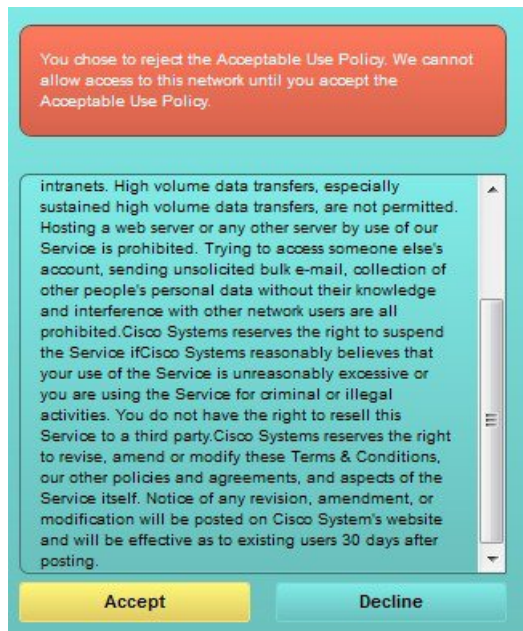 You chose to reject the Acceptable Use Policy. We cannot
allow access to this network until you accept the
Acceptable Use Policy.
intranets. High volume data transfers, especially
sustained high volume data transfers, are not permitted.
Hosting a web server or any other server by use of our
Service is prohibited. Trying to access someone else's
account, sending unsolicited bulk e-mail, collection of
other people's personal data without their knowledge
and interference with other network users are all
prohibited.Cisco Systems reserves the right to suspend
the Service ifCisco Systems reasonably believes that
your use of the Service is unreasonably excessive or
you are using the Service for criminal or illegal
activities. You do not have the right to resell this
Service to a third party.Cisco Systems reserves the right
to revise, amend or modify these Terms & Conditions,
our other policies and agreements, and aspects of the
Service itself. Notice of any revision, amendment, or
modification will be posted on Cisco System's website
and will be effective as to existing users 30 days after
posting.
Accept
Decline